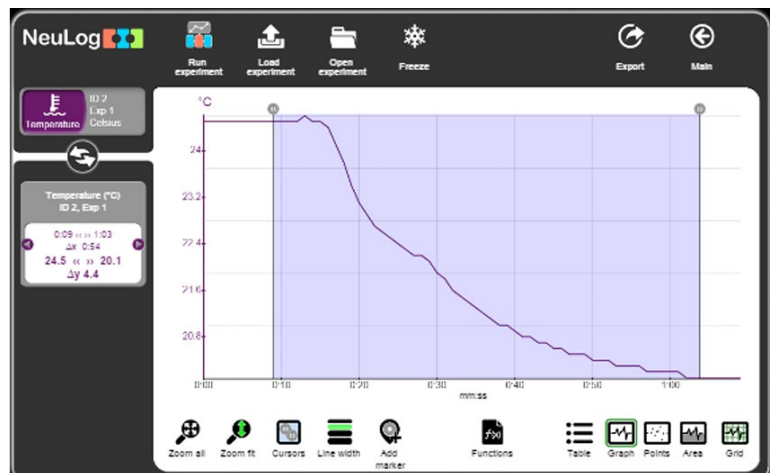 NeuLog
Run
experiment
Load
experiment
Open
experiment
Freeze
Export
Main
Temperature
ID 2
Exp 1
Celsius
Temperature (°C)
ID 2, Exp 1
0:09 « » 1:03
Δx 0:54
24.5 « » 20.1
Δy 4.4
°C
24
23.2
22.4
21.6
20.8
0:00 0:10 0:20 0:30 0:40 0:50 1:00
mm:ss
Zoom all
Zoom fit
Cursors
Line width
Add
marker
f(x)
Functions
Table
Graph
Points
Area
Grid